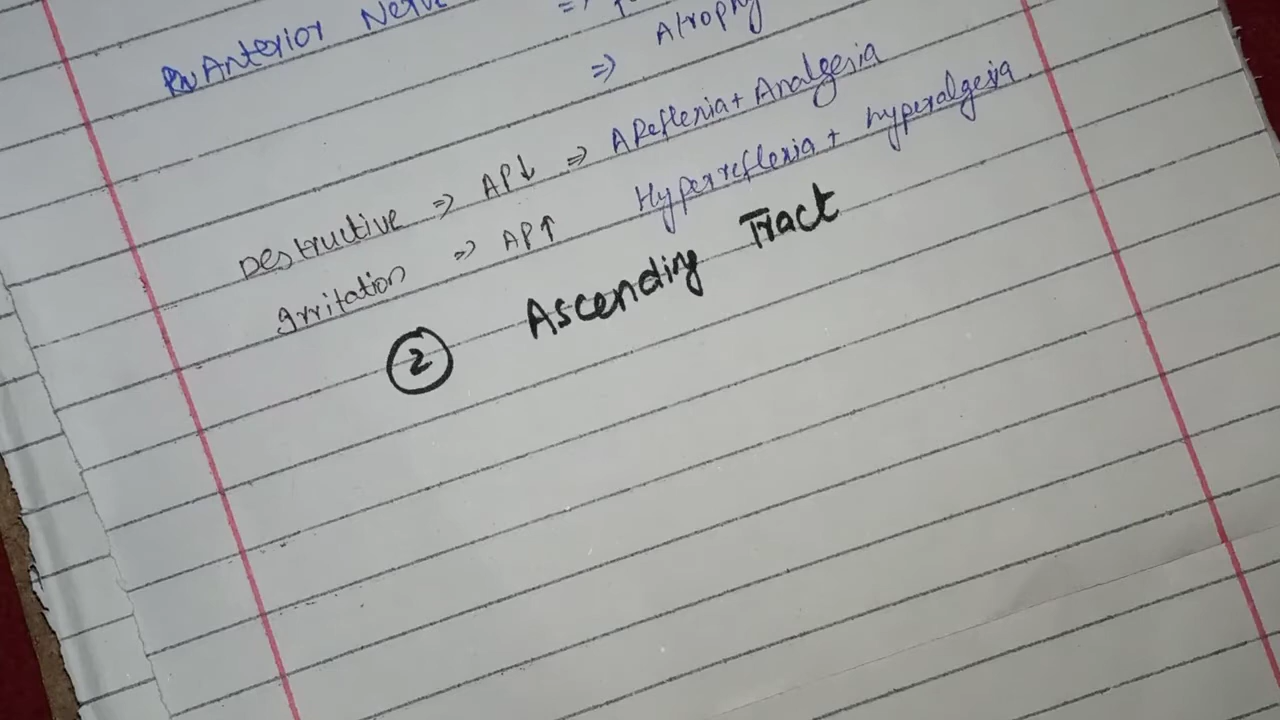 Anterior Nerve =>
=> Atrophy
Destructive => AP↓ => AReflexia + Analgesia
Irritation => AP↑ Hyperreflexia + hyperalgesia
② Ascending Tract